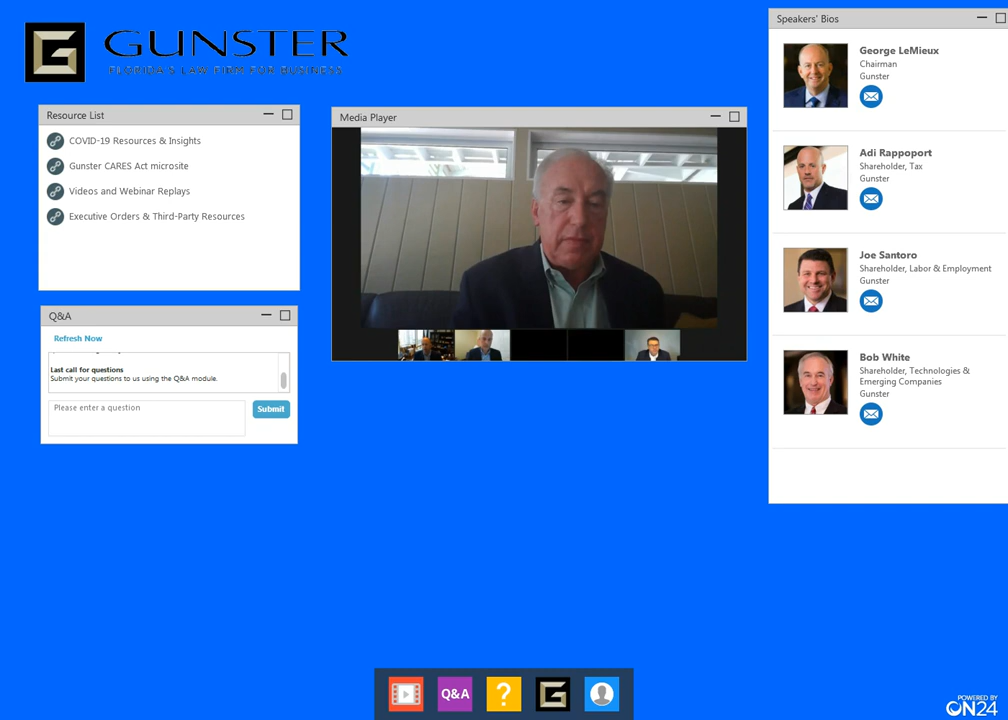 GUNSTER
FLORIDA'S LAW FIRM FOR BUSINESS
Resource List
COVID-19 Resources & Insights
Gunster CARES Act microsite
Videos and Webinar Replays
Executive Orders & Third-Party Resources
Q&A
Refresh Now
Last call for questions
Submit your questions to us using the Q&A module.
Please enter a question
Submit
Media Player
Speakers' Bios
George LeMieux
Chairman
Gunster
Adi Rappoport
Shareholder, Tax
Gunster
Joe Santoro
Shareholder, Labor & Employment
Gunster
Bob White
Shareholder, Technologies &
Emerging Companies
Gunster
Q&A
?
G
POWERED BY
ON24